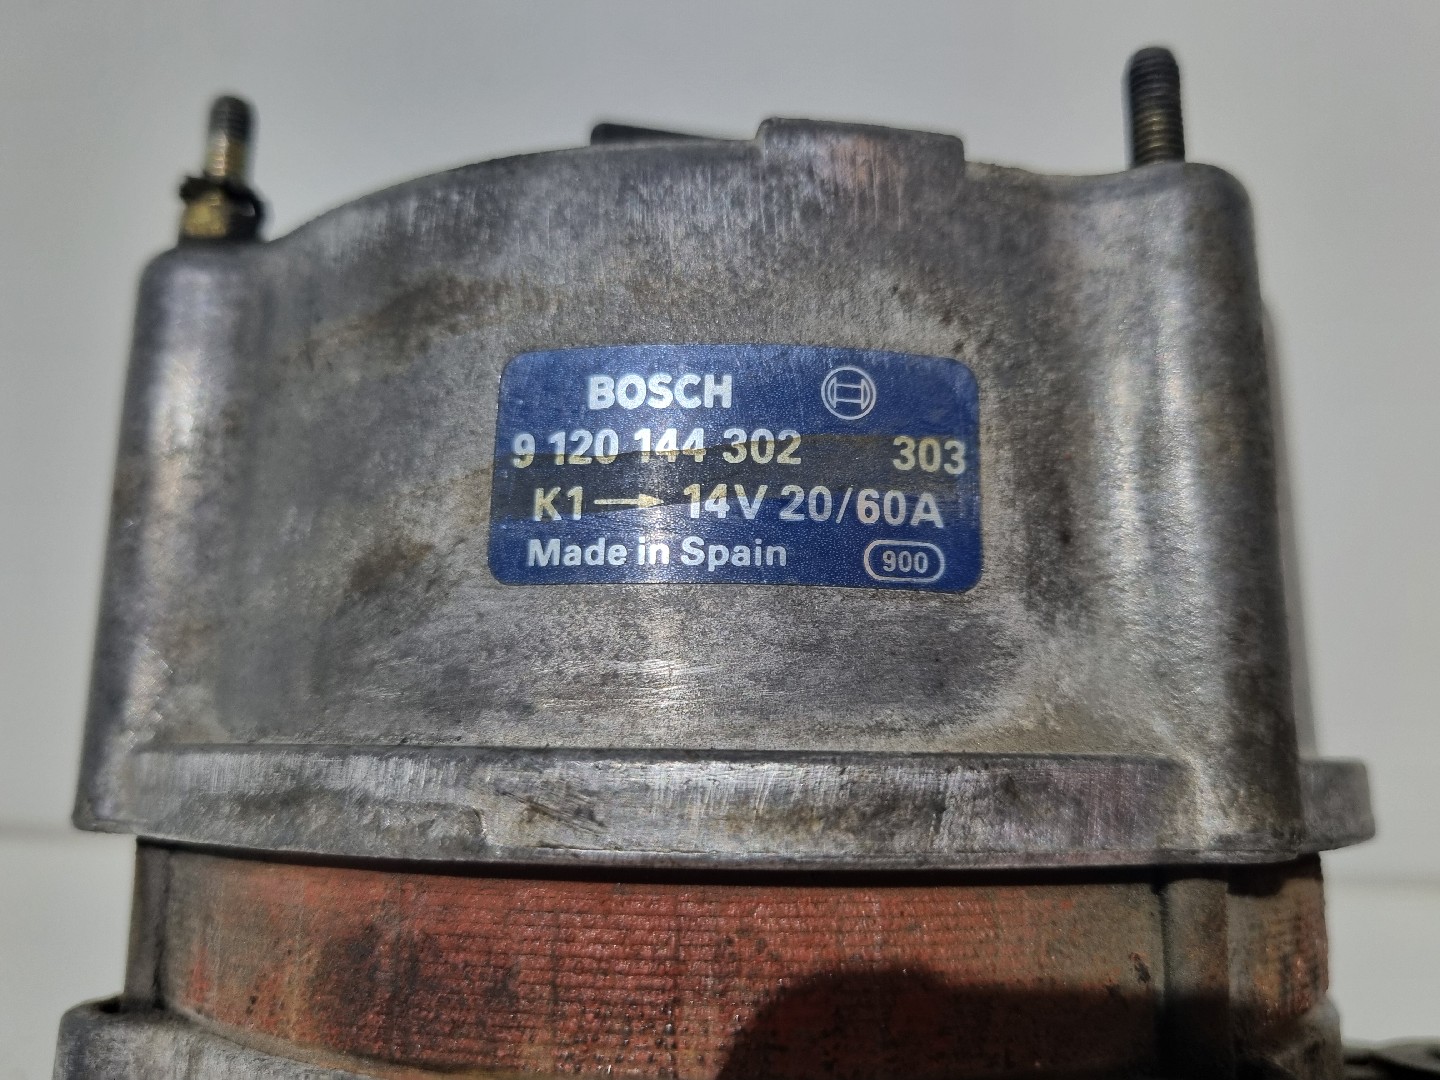 BOSCH
9 120 144 302 303
K1 → 14V 20/60A
Made in Spain 900